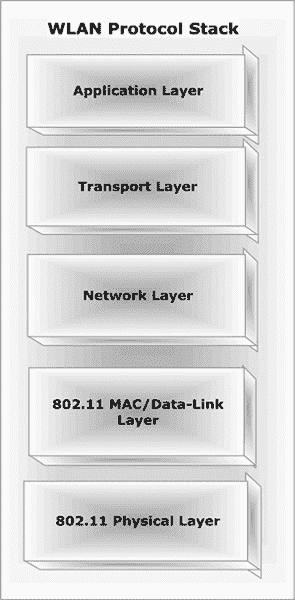 WLAN Protocol Stack
Application Layer
Transport Layer
Network Layer
802.11 MAC/Data-Link
Layer
802.11 Physical Layer